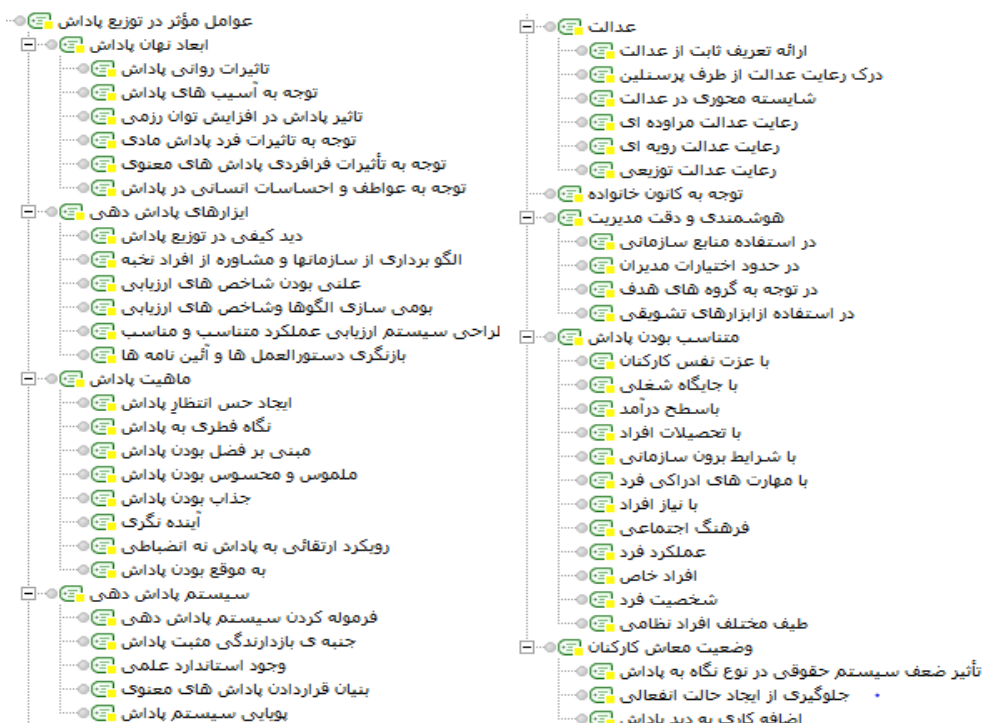 عوامل مؤثر در توزیع پاداش
ابعاد نهان پاداش
تاثیرات روانی پاداش
توجه به آسیب های پاداش
تاثیر پاداش در افزایش توان رزمی
توجه به تاثیرات فرد پاداش مادی
توجه به تأثیرات فرافردی پاداش های معنوی
توجه به عواطف و احساسات انسانی در پاداش
ابزارهای پاداش دهی
دید کیفی در توزیع پاداش
الگو برداری از سازمانها و مشاوره از افراد نخبه
علنی بودن شاخص های ارزیابی
بومی سازی الگوها وشاخص های ارزیابی
طراحی سیستم ارزیابی عملکرد متناسب و مناسب
بازنگری دستورالعمل ها و آئین نامه ها
ماهیت پاداش
ایجاد حس انتظارِ پاداش
نگاه فطری به پاداش
مبنی بر فضل بودن پاداش
ملموس و محسوس بودن پاداش
جذاب بودن پاداش
آینده نگری
رویکرد ارتقائی به پاداش نه انضباطی
به موقع بودن پاداش
سیستم پاداش دهی
فرموله کردن سیستم پاداش دهی
جنبه ی بازدارندگی مثبت پاداش
وجود استاندارد علمی
بنیان قراردادن پاداش های معنوی
پویایی سیستم پاداش
عدالت
ارائه تعریف ثابت از عدالت
درک رعایت عدالت از طرف پرسنلین
شایسته محوری در عدالت
رعایت عدالت مراوده ای
رعایت عدالت رویه ای
رعایت عدالت توزیعی
توجه به کانون خانواده
هوشمندی و دقت مدیریت
در استفاده منابع سازمانی
در حدود اختیارات مدیران
در توجه به گروه های هدف
در استفاده ازابزارهای تشویقی
متناسب بودن پاداش
با عزت نفس کارکنان
با جایگاه شغلی
باسطح درآمد
با تحصیلات افراد
با شرایط برون سازمانی
با مهارت های ادراکی فرد
با نیاز افراد
فرهنگ اجتماعی
عملکرد فرد
افراد خاص
شخصیت فرد
طیف مختلف افراد نظامی
وضعیت معاش کارکنان
تأثیر ضعف سیستم حقوقی در نوع نگاه به پاداش
جلوگیری از ایجاد حالت انفعالی
اضافه کاری به دید پاداش